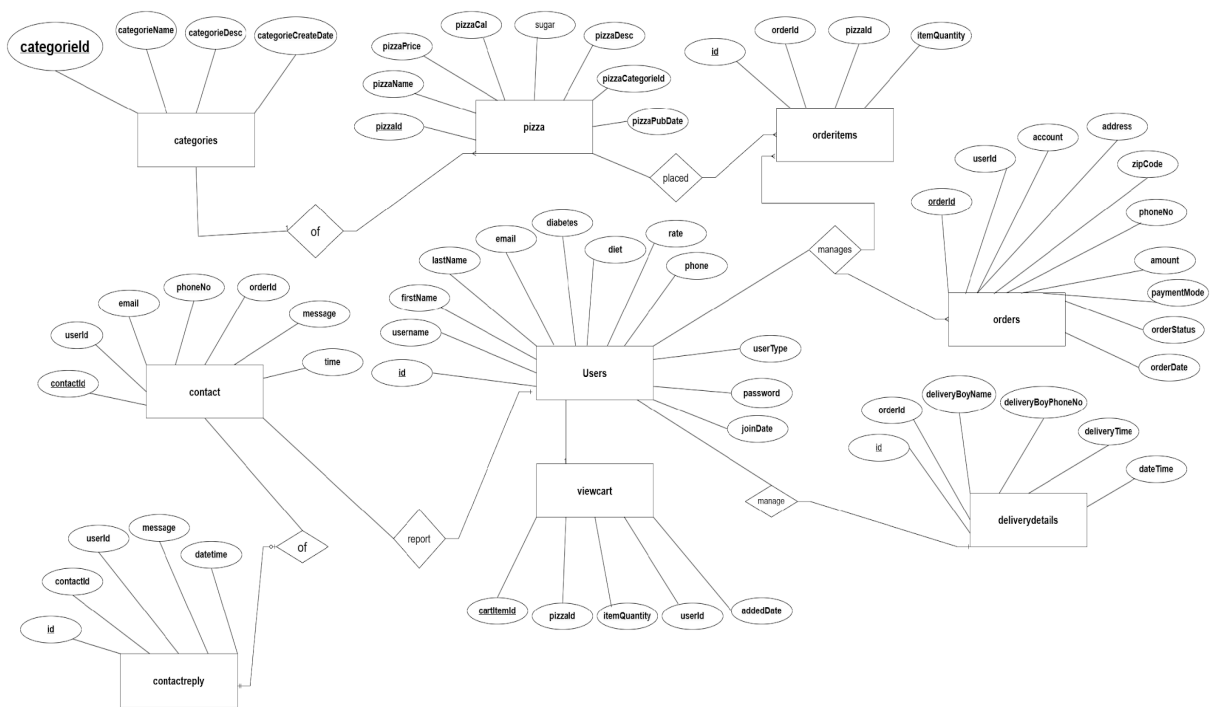 categorieId
categorieName
categorieDesc
categorieCreateDate
categories
pizzaCal
sugar
pizzaDesc
pizzaPrice
pizzaCategorieId
pizzaName
pizzaId
pizzaPubDate
pizza
orderId
pizzaId
itemQuantity
id
orderitems
placed
of
manages
account
address
userId
zipCode
orderId
phoneNo
amount
paymentMode
orderStatus
orderDate
orders
diabetes
email
diet
rate
lastName
phone
firstName
username
id
userType
password
joinDate
Users
phoneNo
orderId
email
message
userId
time
contactId
contact
viewcart
cartItemId
pizzaId
itemQuantity
userId
addedDate
report
manage
deliveryBoyName
deliveryBoyPhoneNo
orderId
deliveryTime
id
dateTime
deliverydetails
of
message
userId
datetime
contactId
id
contactreply